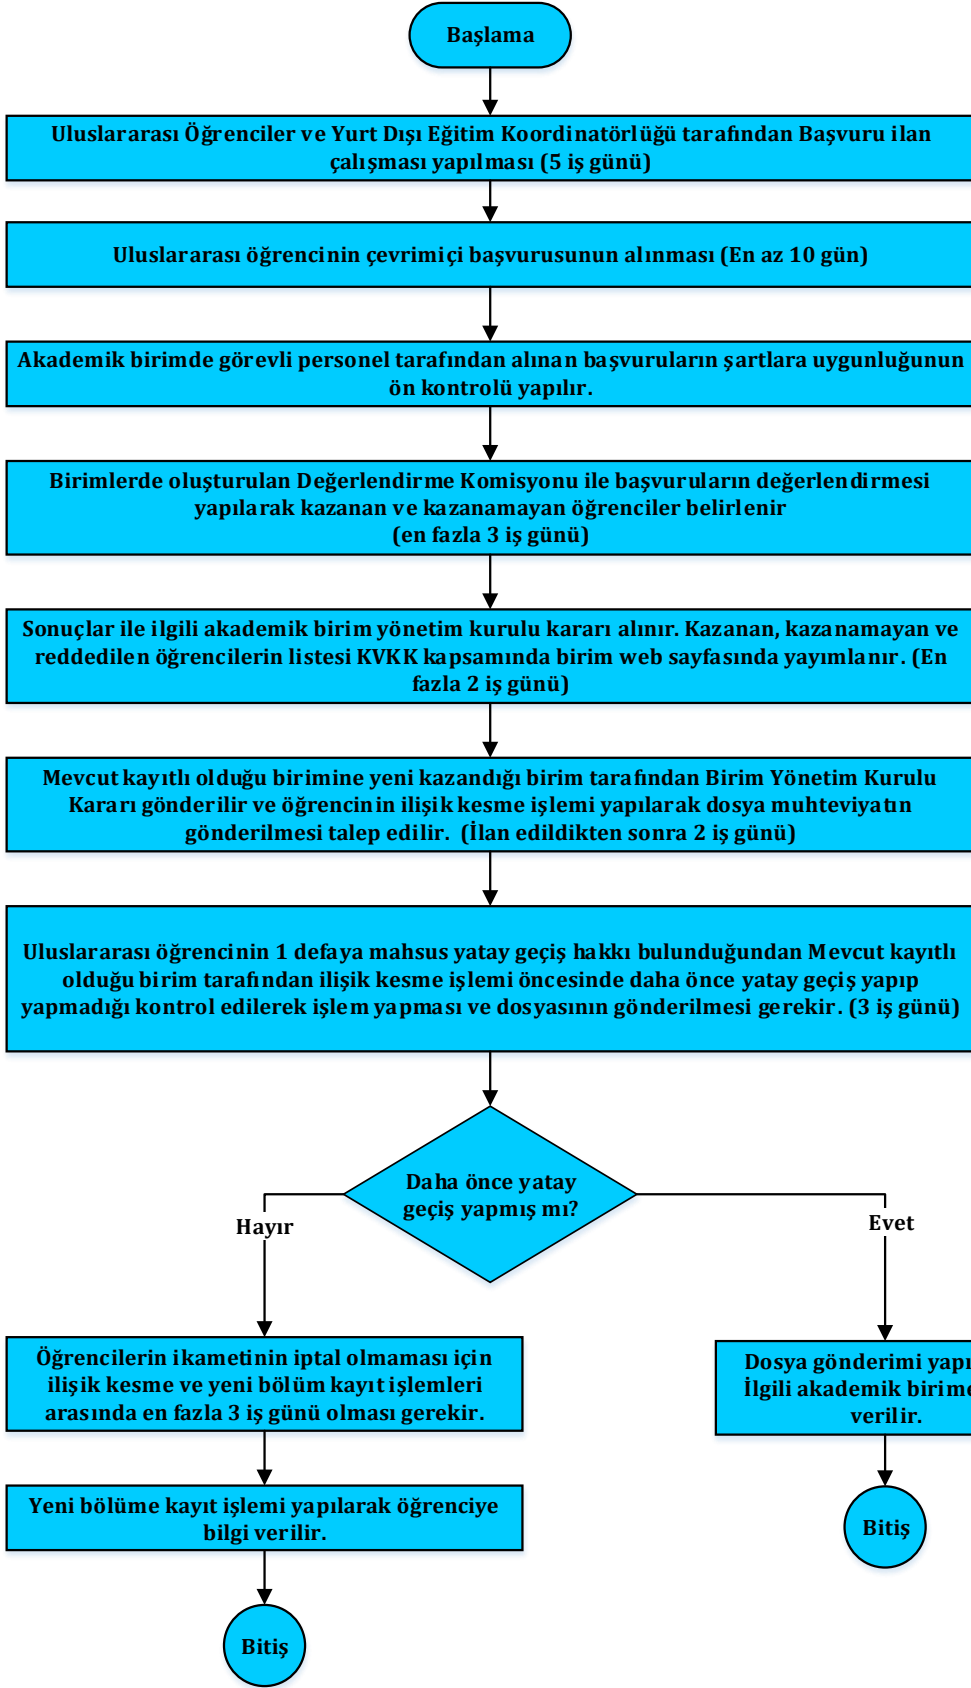 Başlama
Uluslararası Öğrenciler ve Yurt Dışı Eğitim Koordinatörlüğü tarafından Başvuru ilan
çalışması yapılması (5 iş günü)
Uluslararası öğrencinin çevrimiçi başvurusunun alınması (En az 10 gün)
Akademik birimde görevli personel tarafından alınan başvuruların şartlara uygunluğunun
ön kontrolü yapılır.
Birimlerde oluşturulan Değerlendirme Komisyonu ile başvuruların değerlendirmesi
yapılarak kazanan ve kazanamayan öğrenciler belirlenir
(en fazla 3 iş günü)
Sonuçlar ile ilgili akademik birim yönetim kurulu kararı alınır. Kazanan, kazanamayan ve
reddedilen öğrencilerin listesi KVKK kapsamında birim web sayfasında yayımlanır. (En
fazla 2 iş günü)
Mevcut kayıtlı olduğu birimine yeni kazandığı birim tarafından Birim Yönetim Kurulu
Kararı gönderilir ve öğrencinin ilişik kesme işlemi yapılarak dosya muhteviyatın
gönderilmesi talep edilir. (İlan edildikten sonra 2 iş günü)
Uluslararası öğrencinin 1 defaya mahsus yatay geçiş hakkı bulunduğundan Mevcut kayıtlı
olduğu birim tarafından ilişik kesme işlemi öncesinde daha önce yatay geçiş yapıp
yapmadığı kontrol edilerek işlem yapması ve dosyasının gönderilmesi gerekir. (3 iş günü)
Daha önce yatay
geçiş yapmış mı?
Hayır
Evet
Öğrencilerin ikametinin iptal olmaması için
ilişik kesme ve yeni bölüm kayıt işlemleri
arasında en fazla 3 iş günü olması gerekir.
Dosya gönderimi
İlgili akademik
verilir.
Yeni bölüme kayıt işlemi yapılarak öğrenciye
bilgi verilir.
Bitiş
Bitiş